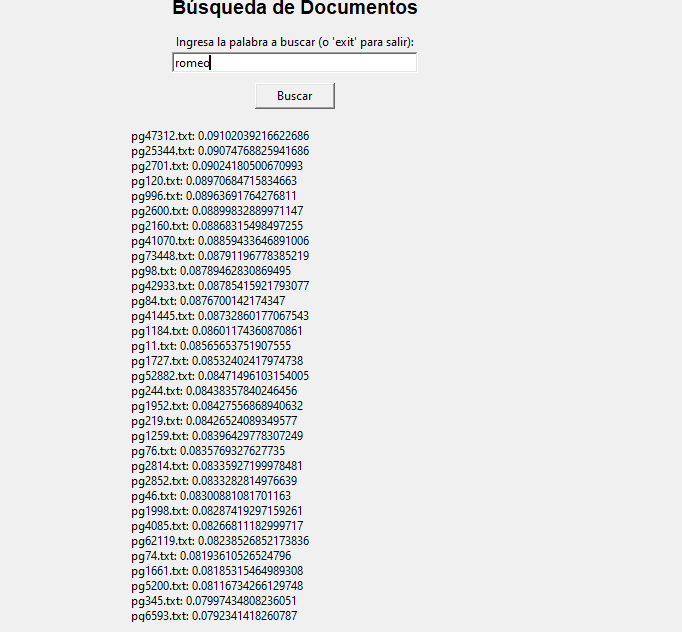 Búsqueda de Documentos
Ingresa la palabra a buscar (o 'exit' para salir):
romeo
Buscar
pg47312.txt: 0.09102039216622686
pg25344.txt: 0.09074768825941686
pg2701.txt: 0.09024180500670993
pg120.txt: 0.08970684715834663
pg996.txt: 0.08963691764276811
pg2600.txt: 0.08899832889971147
pg2160.txt: 0.08868315498497255
pg41070.txt: 0.08859433646891006
pg73448.txt: 0.08791196778385219
pg98.txt: 0.08789462830869495
pg42933.txt: 0.08785415921793077
pg84.txt: 0.0876700142174347
pg41445.txt: 0.08732860177067543
pg1184.txt: 0.08601174360870861
pg11.txt: 0.08565653751907555
pg1727.txt: 0.08532402417974738
pg52882.txt: 0.08471496103154005
pg244.txt: 0.08438357840246456
pg1952.txt: 0.08427556868940632
pg219.txt: 0.08426524089349577
pg1259.txt: 0.08396429778307249
pg76.txt: 0.0835769327627735
pg2814.txt: 0.08335927199978481
pg2852.txt: 0.0833282814976639
pg46.txt: 0.08300881081701163
pg1998.txt: 0.08287419297159261
pg4085.txt: 0.08266811182999717
pg62119.txt: 0.08238526852173836
pg74.txt: 0.08193610526524796
pg1661.txt: 0.08185315464989308
pg5200.txt: 0.08116734266129748
pg345.txt: 0.07997434808236051
pg6593.txt: 0.0792341418260787